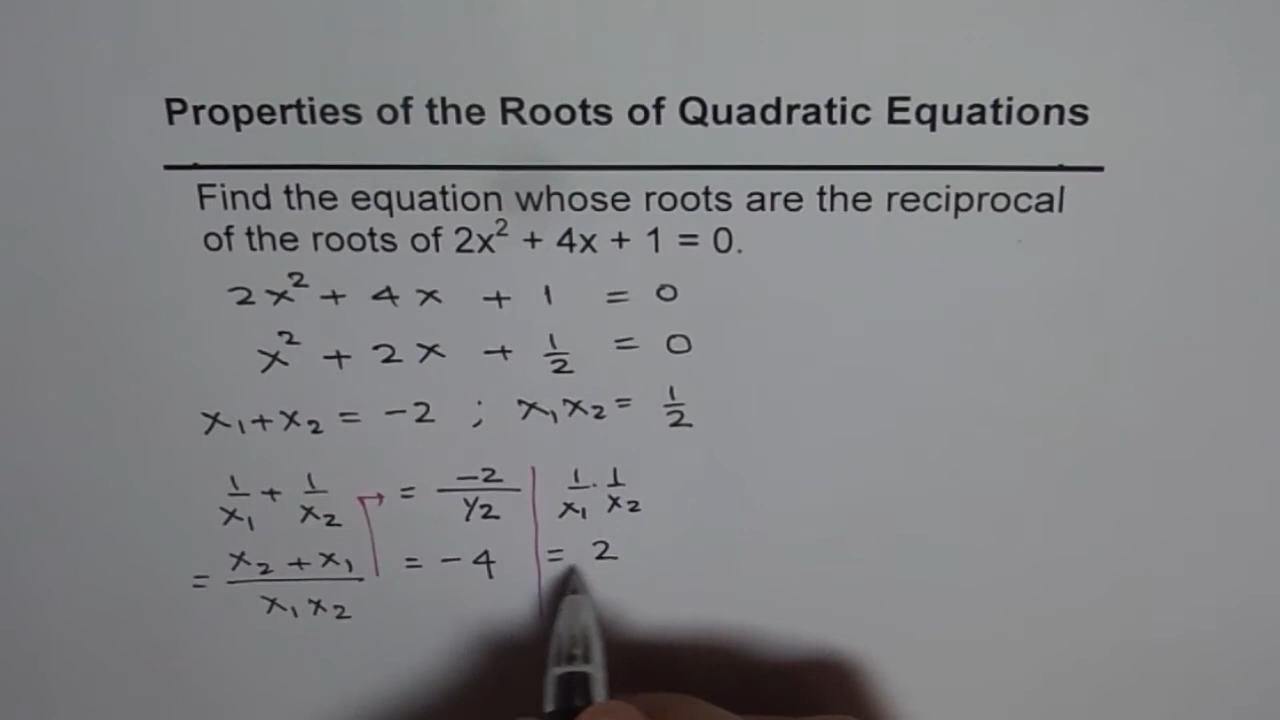 Properties of the Roots of Quadratic Equations
Find the equation whose roots are the reciprocal
of the roots of 2x² + 4x + 1 = 0.
2x² + 4x + 1 = 0
x² + 2x + 1/2 = 0
x₁ + x₂ = -2 ; x₁x₂ = 1/2
1/x₁ + 1/x₂ = -2/(1/2)
= (x₂ + x₁)/(x₁x₂) = -4
1/x₁ · 1/x₂
= 2